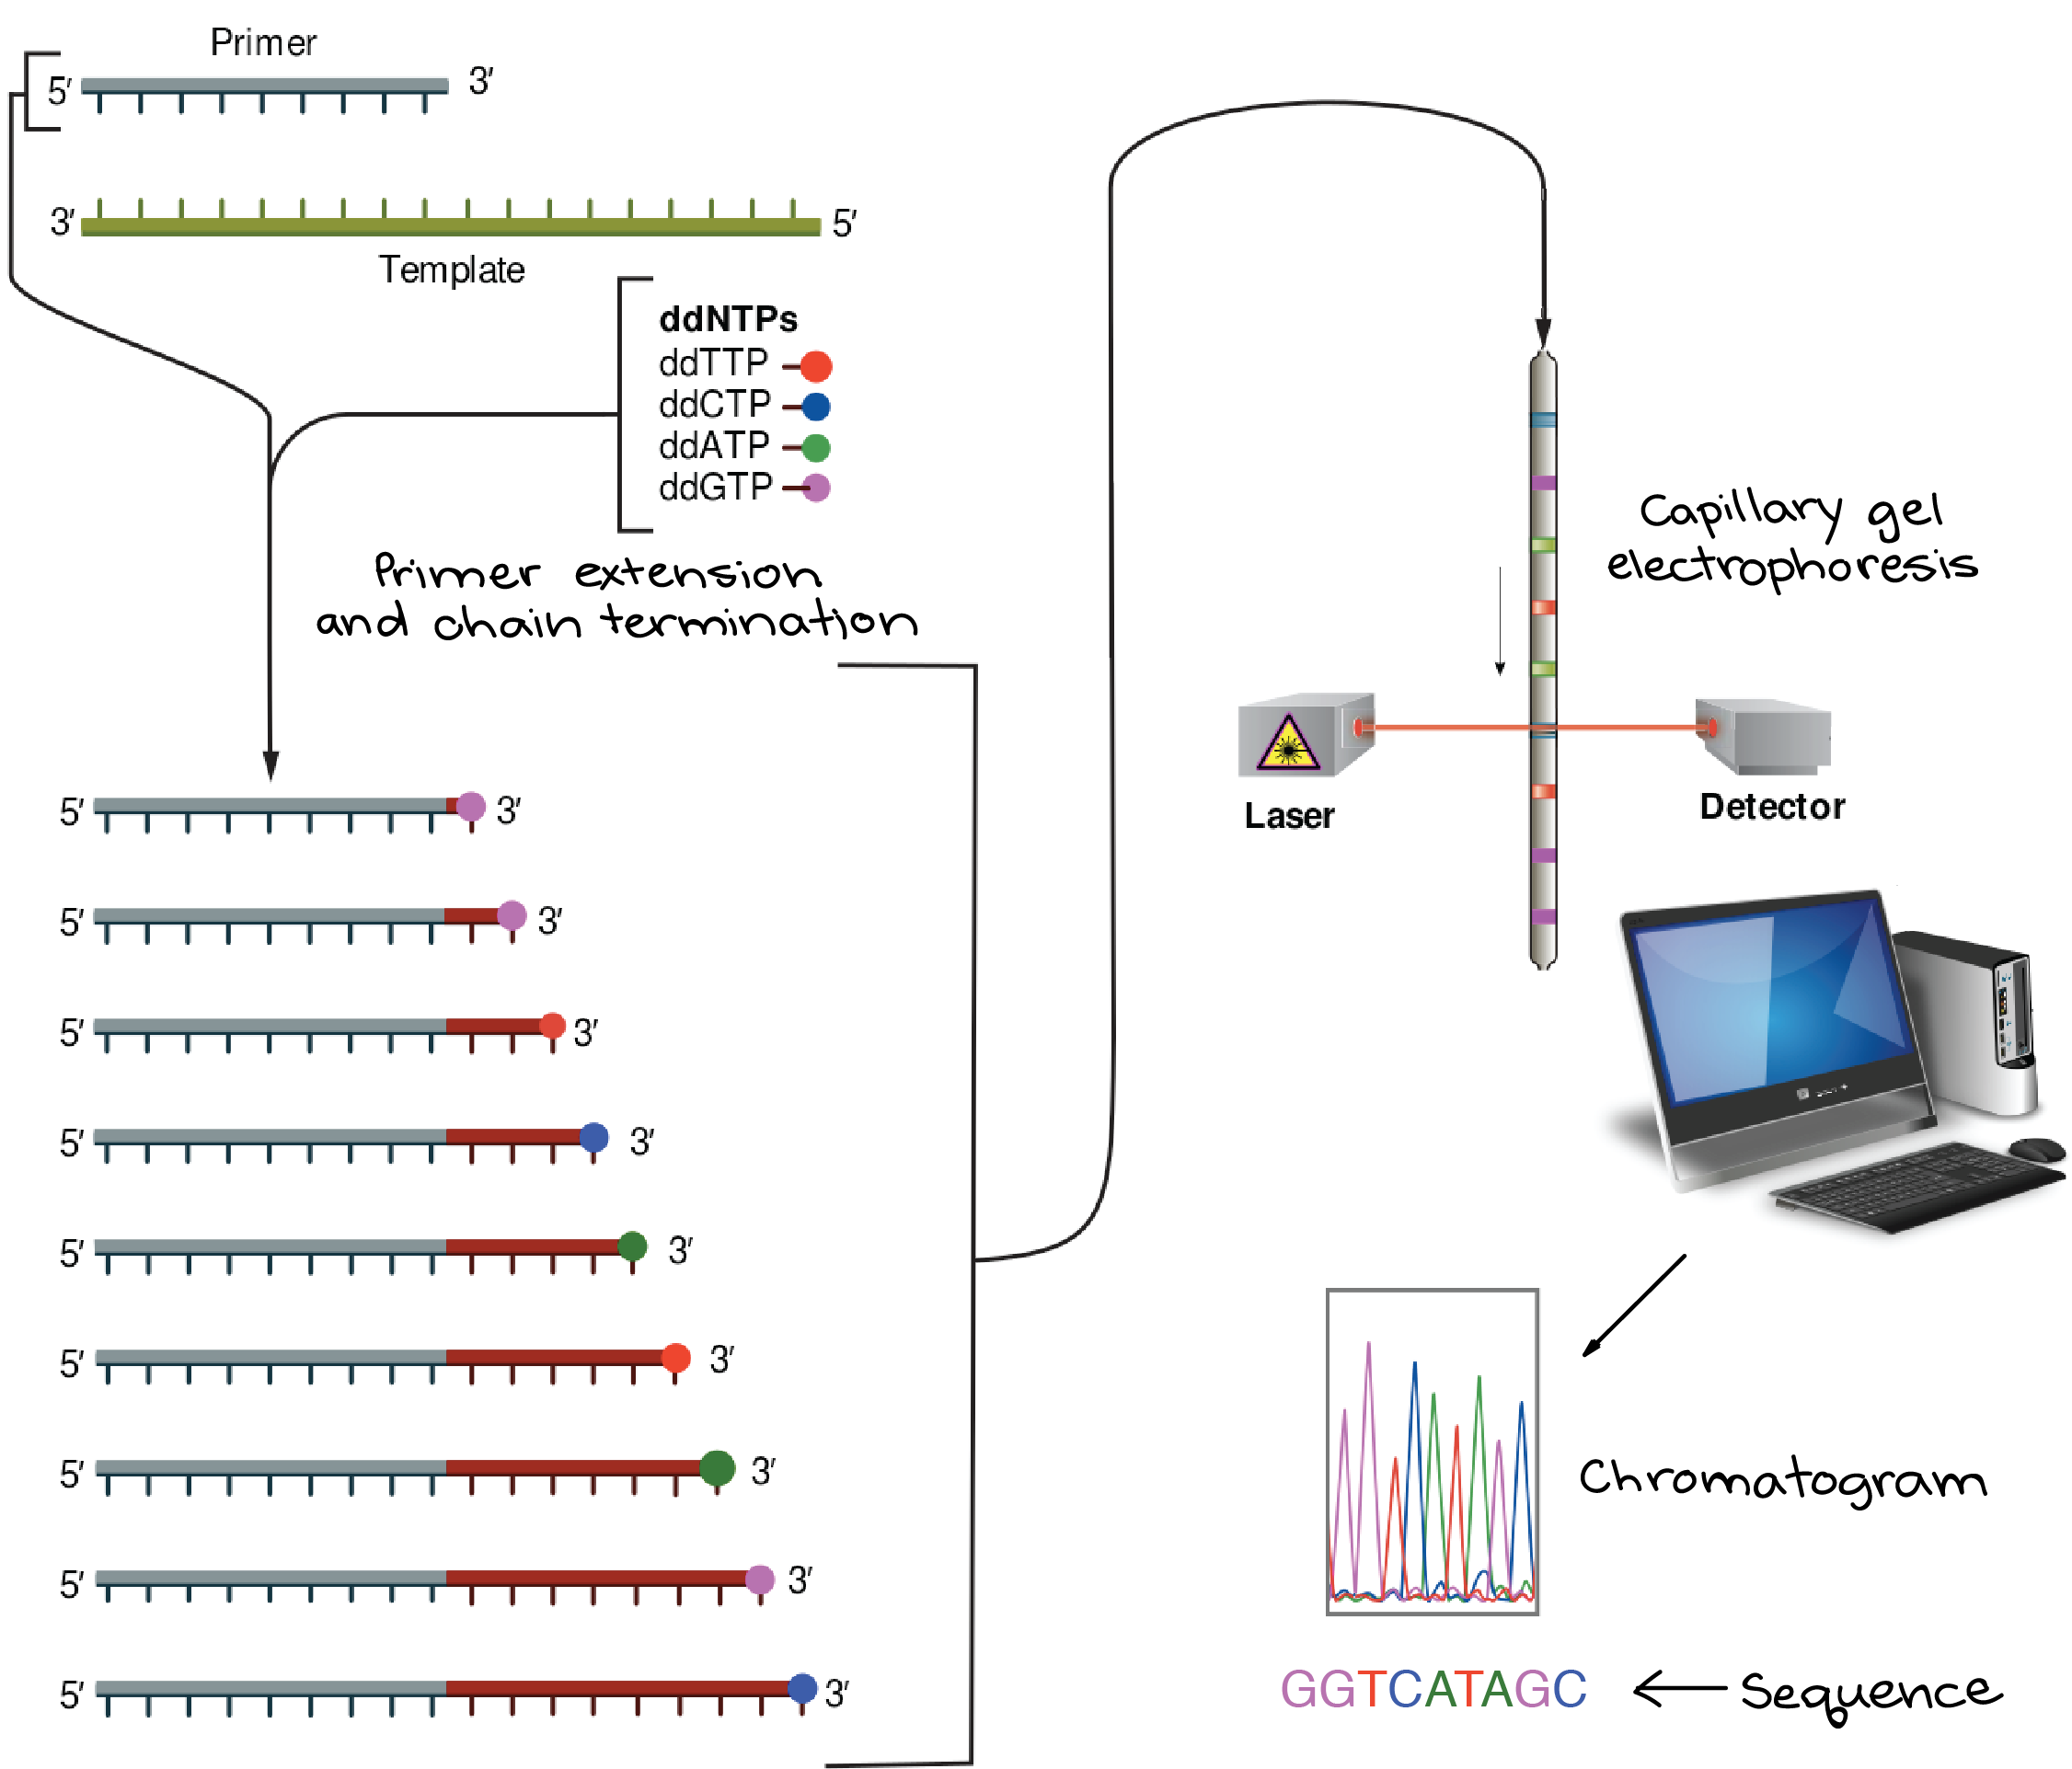 Primer
5′ 3′
3′ 5′
Template
ddNTPs
ddTTP
ddCTP
ddATP
ddGTP
Primer extension
and chain termination
5′ 3′
5′ 3′
5′ 3′
5′ 3′
5′ 3′
5′ 3′
5′ 3′
5′ 3′
5′ 3′
Capillary gel
electrophoresis
Laser
Detector
Chromatogram
GGTCATAGC
Sequence